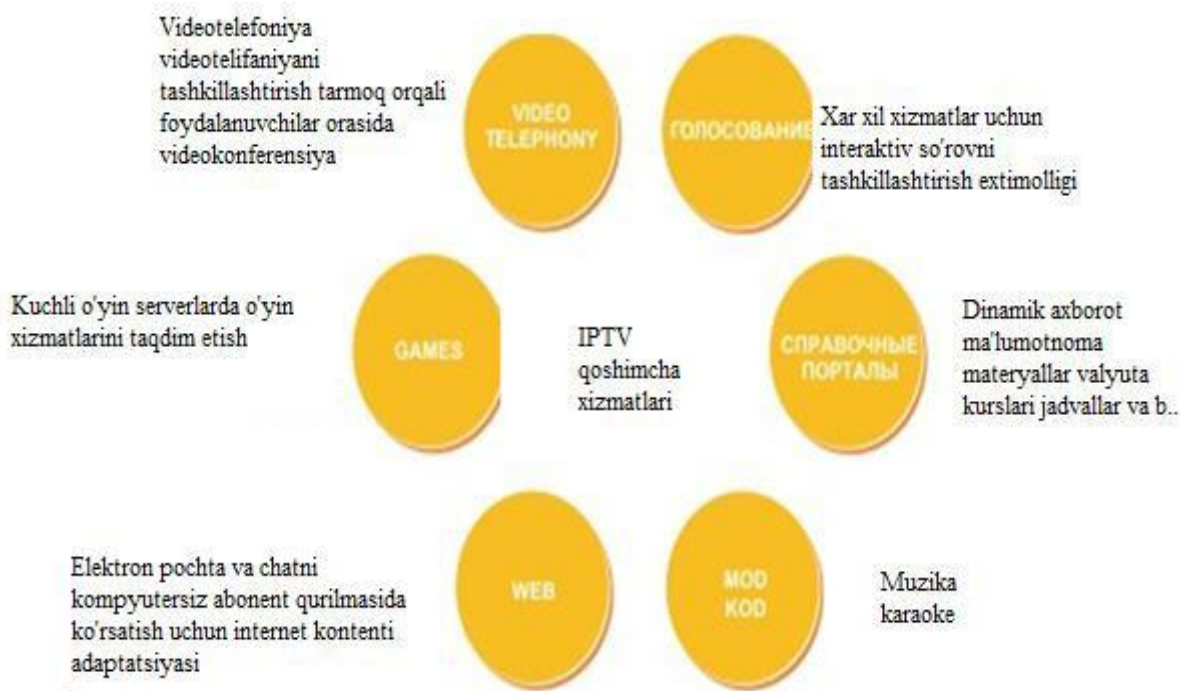 Videotelefoniya
videotelifaniyani
tashkillashtirish tarmoq orqali
foydalanuvchilar orasida
videokonferensiya
VIDEO
TELEPHONY
ГОЛОСОВАНИЕ
Xar xil xizmatlar uchun
interaktiv so'rovni
tashkillashtirish extimolligi
Kuchli o'yin serverlarda o'yin
xizmatlarini taqdim etish
GAMES
IPTV
qoshimcha
xizmatlari
СПРАВОЧНЫЕ
ПОРТАЛЫ
Dinamik axborot
ma'lumotnoma
materyallar valyuta
kurslari jadvallar va b..
Elektron pochta va chatni
kompyutersiz abonent qurilmasida
ko'rsatish uchun internet kontenti
adaptatsiyasi
WEB
MOD
KOD
Muzika
karaoke